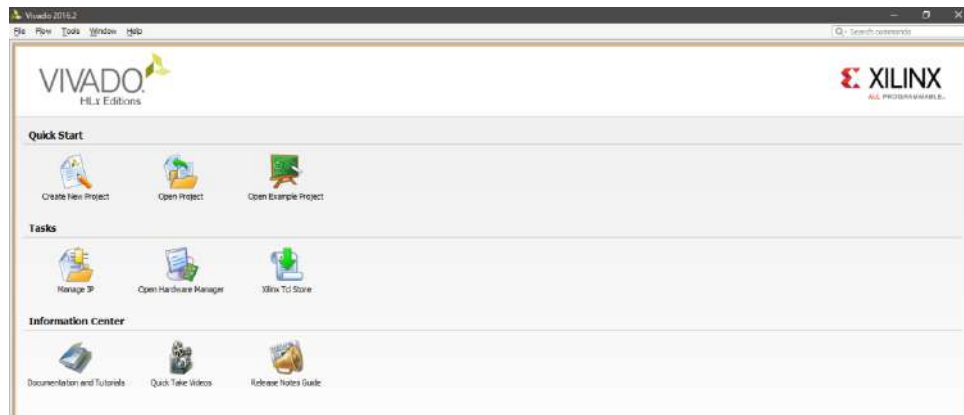 Vivado 2016.2
File Flow Tools Window Help
Search commands
VIVADO
HLx Editions
XILINX
ALL PROGRAMMABLE
Quick Start
Create New Project Open Project Open Example Project
Tasks
Manage IP Open Hardware Manager Xilinx Tcl Store
Information Center
Documentation and Tutorials Quick Take Videos Release Notes Guide